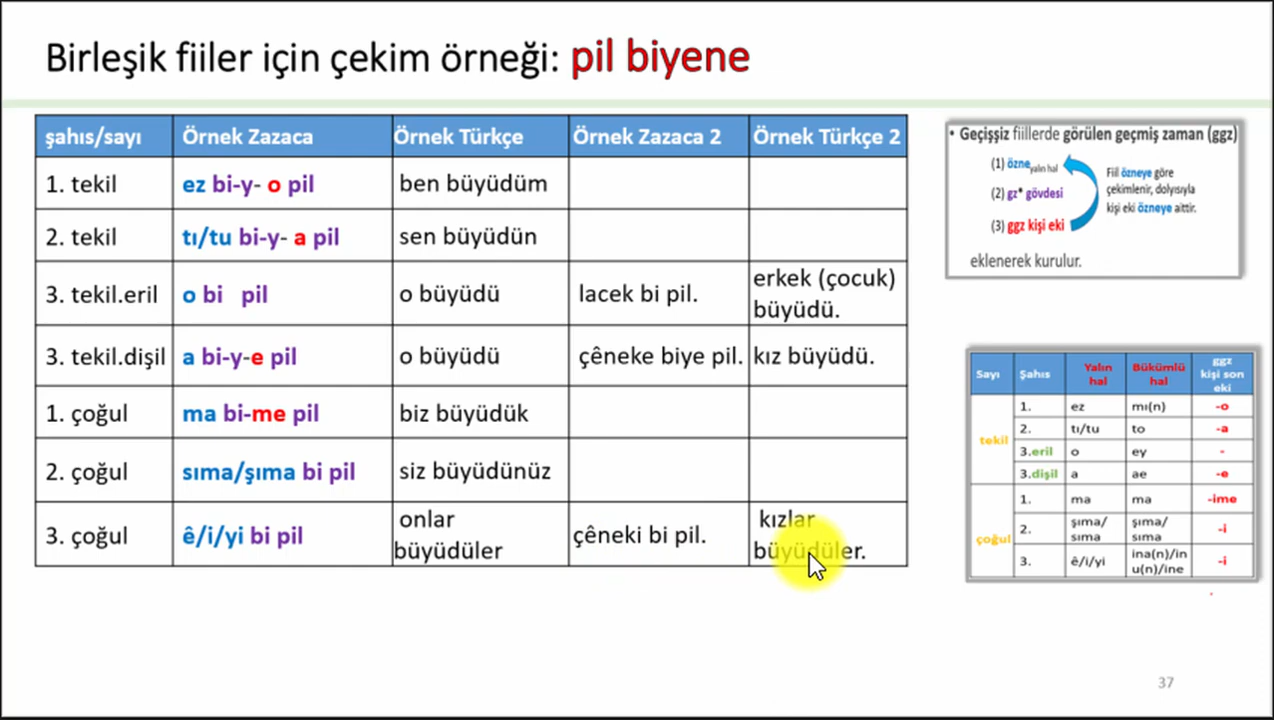 Birleşik fiiler için çekim örneği: pil biyene
şahıs/sayı Örnek Zazaca Örnek Türkçe Örnek Zazaca 2 Örnek Türkçe 2
1. tekil ez bi-y- o pil ben büyüdüm
2. tekil tı/tu bi-y- a pil sen büyüdün
3. tekil.eril o bi pil o büyüdü lacek bi pil. erkek (çocuk)
büyüdü.
3. tekil.dişil a bi-y-e pil o büyüdü çêneke biye pil. kız büyüdü.
1. çoğul ma bi-me pil biz büyüdük
2. çoğul sıma/şıma bi pil siz büyüdünüz
3. çoğul ê/i/yi bi pil onlar
büyüdüler çêneki bi pil. kızlar
büyüdüler.
• Geçişsiz fiillerde görülen geçmiş zaman (ggz)
(1) özne yalın hal
(2) gz* gövdesi
(3) ggz kişi eki
Fiil özneye göre
çekimlenir, dolyısıyla
kişi eki özneye aittir.
eklenerek kurulur.
Sayı Şahıs Yalın
hal Bükümlü
hal ggz
kişi son
eki
tekil
1. ez mı(n) -o
2. tı/tu to -a
3.eril o ey -
3.dişil a ae -e
çoğul
1. ma ma -ime
2. şıma/
sıma şıma/
sıma -i
3. ê/i/yi ina(n)/in
u(n)/ine -i
37